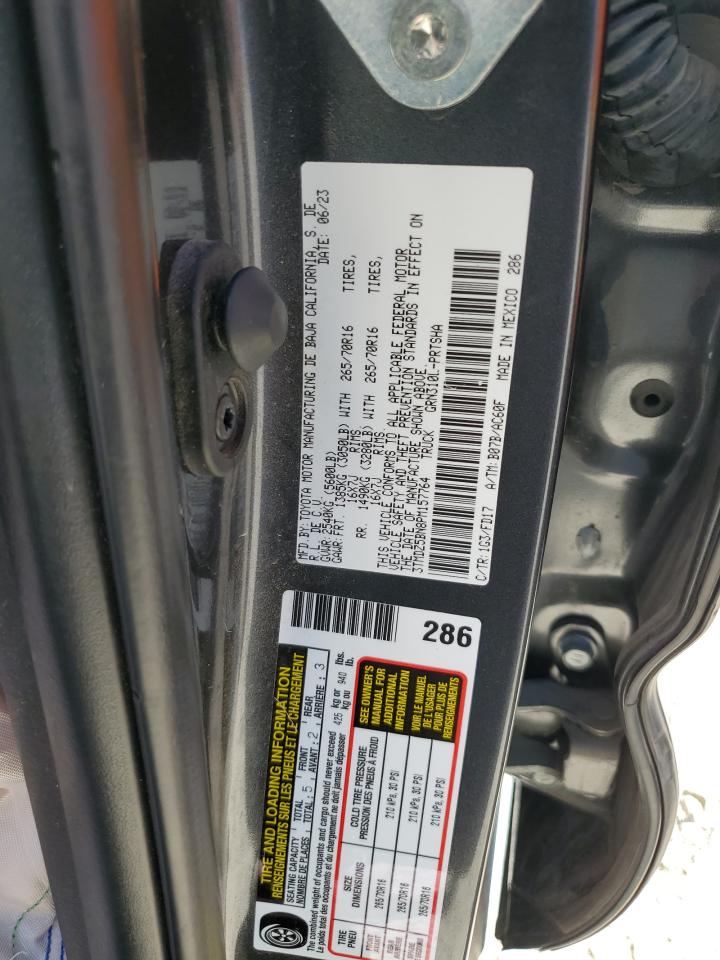 MFD.BY: TOYOTA MOTOR MANUFACTURING DE BAJA CALIFORNIA S. DE
R.L. DE C.V. DATE: 06/23
GVWR:2540KG (5600LB)
GAWR:FRT. 1385KG (3050LB) WITH 265/70R16 TIRES,
16X7J RIMS.
RR. 1490KG (3280LB) WITH 265/70R16 TIRES,
16X7J RIMS.
THIS VEHICLE CONFORMS TO ALL APPLICABLE FEDERAL MOTOR
VEHICLE SAFETY AND THEFT PREVENTION STANDARDS IN EFFECT ON
THE DATE OF MANUFACTURE SHOWN ABOVE.
3TMDZ5BN8PM157764 TRUCK GRN310L-PRTSHA
C/TR: 1G3/FD17 A/TM: B07B/AC60F MADE IN MEXICO 286
286
TIRE AND LOADING INFORMATION
RENSEIGNEMENTS SUR LES PNEUS ET LE CHARGEMENT
SEATING CAPACITY TOTAL FRONT REAR
NOMBRE DE PLACES TOTAL: 5 AVANT: 2 ARRIÈRE: 3
The combined weight of occupants and cargo should never exceed 425 kg or 940 lbs.
Le poids total des occupants et du chargement ne doit jamais dépasser kg ou lb.
TIRE SIZE COLD TIRE PRESSURE
PNEU DIMENSIONS PRESSION DES PNEUS À FROID
FRONT
AVANT 265/70R16 210 kPa, 30 PSI
REAR
ARRIÈRE 265/70R16 210 kPa, 30 PSI
265/70R16 210 kPa, 30 PSI
SEE OWNER'S
MANUAL FOR
ADDITIONAL
INFORMATION
VOIR LE MANUEL
DE L'USAGER
POUR PLUS DE
RENSEIGNEMENTS